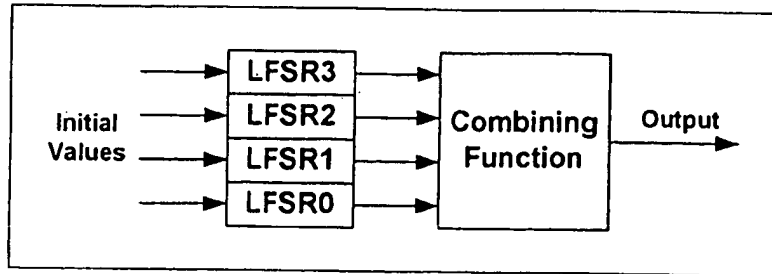 LFSR3
LFSR2
LFSR1
LFSR0
Initial
Values
Combining
Function
Output